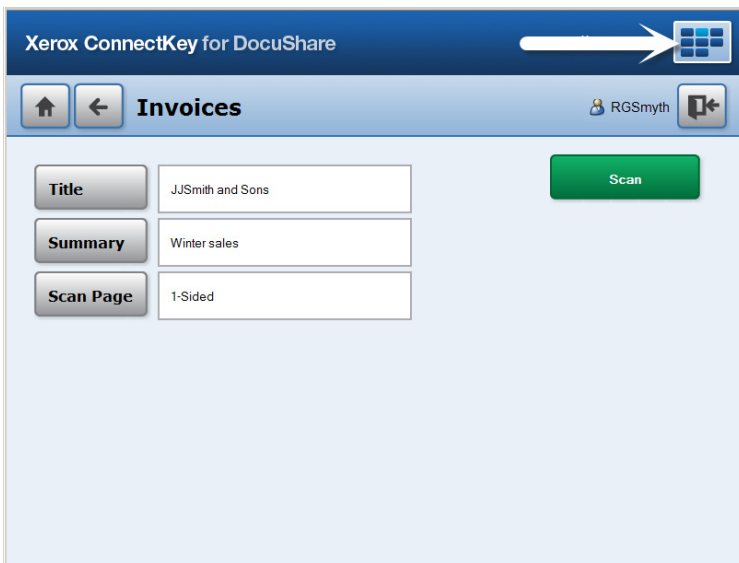 Xerox ConnectKey for DocuShare
Invoices
RGSmyth
Title
JJSmith and Sons
Scan
Summary
Winter sales
Scan Page
1-Sided